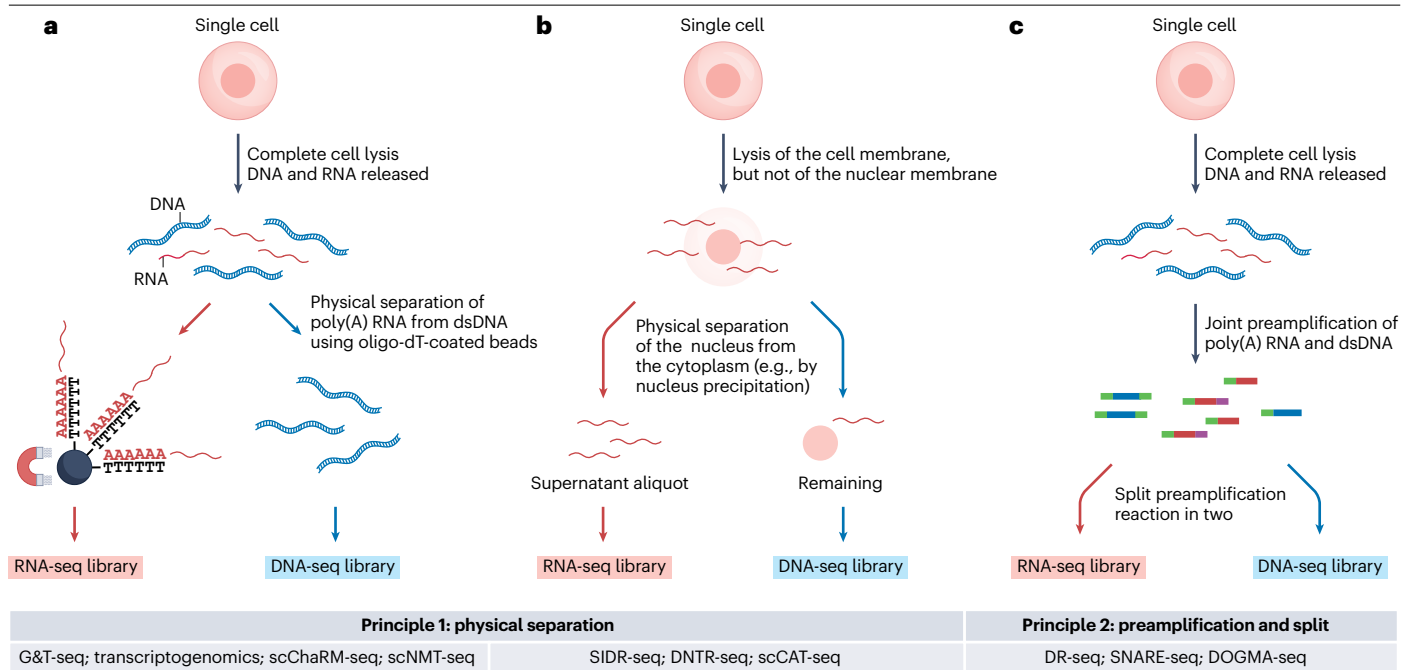 a
Single cell
Complete cell lysis
DNA and RNA released
DNA
RNA
Physical separation of
poly(A) RNA from dsDNA
using oligo-dT-coated beads
AAAAAAA
TTTTTTT
AAAAAA
TTTTTTT
AAAAAA
TTTTTT
RNA-seq library
DNA-seq library
b
Single cell
Lysis of the cell membrane,
but not of the nuclear membrane
Physical separation
of the nucleus from
the cytoplasm (e.g., by
nucleus precipitation)
Supernatant aliquot
Remaining
RNA-seq library
DNA-seq library
c
Single cell
Complete cell lysis
DNA and RNA released
Joint preamplification of
poly(A) RNA and dsDNA
Split preamplification
reaction in two
RNA-seq library
DNA-seq library
Principle 1: physical separation
Principle 2: preamplification and split
G&T-seq; transcriptogenomics; scChaRM-seq; scNMT-seq
SIDR-seq; DNTR-seq; scCAT-seq
DR-seq; SNARE-seq; DOGMA-seq